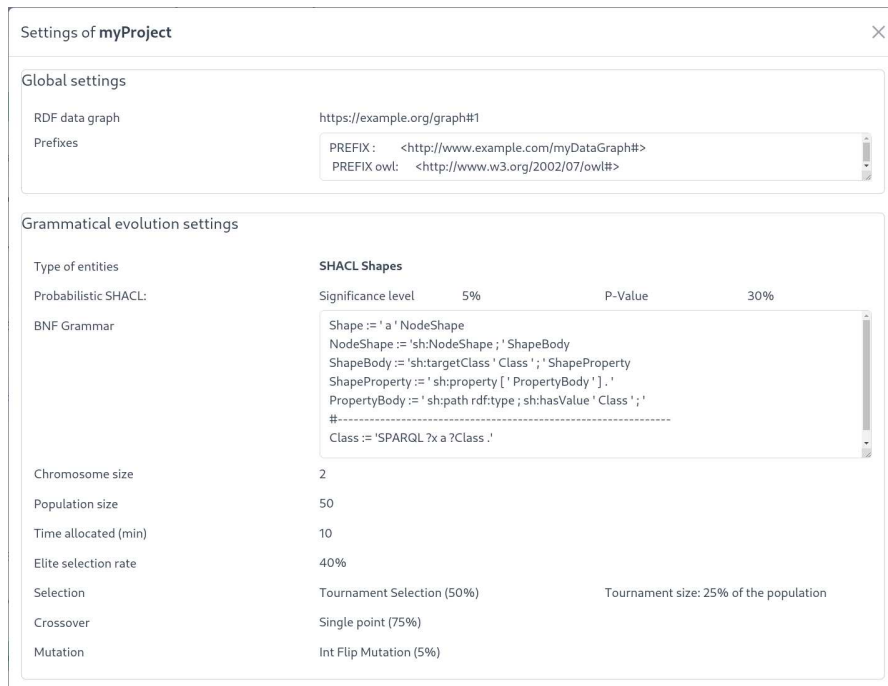 Settings of myProject
Global settings
RDF data graph https://example.org/graph#1
Prefixes
PREFIX : <http://www.example.com/myDataGraph#>
PREFIX owl: <http://www.w3.org/2002/07/owl#>
Grammatical evolution settings
Type of entities SHACL Shapes
Probabilistic SHACL: Significance level 5% P-Value 30%
BNF Grammar
Shape := ' a ' NodeShape
NodeShape := 'sh:NodeShape ; ' ShapeBody
ShapeBody := 'sh:targetClass ' Class ' ; ' ShapeProperty
ShapeProperty := ' sh:property [ ' PropertyBody ' ] . '
PropertyBody := ' sh:path rdf:type ; sh:hasValue ' Class ' ; '
#---------------------------------------------------------------
Class := 'SPARQL ?x a ?Class .'
Chromosome size 2
Population size 50
Time allocated (min) 10
Elite selection rate 40%
Selection Tournament Selection (50%) Tournament size: 25% of the population
Crossover Single point (75%)
Mutation Int Flip Mutation (5%)